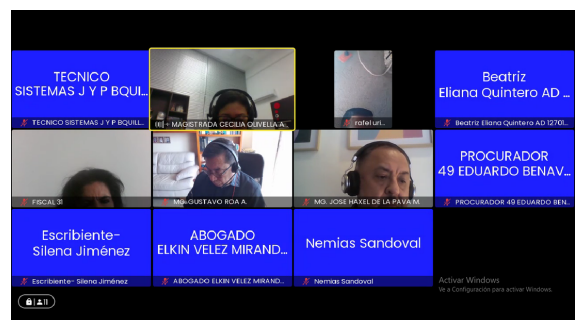 TECNICO
SISTEMAS J Y P BQUI...
TECNICO SISTEMAS J Y P BQUILL...
MAGISTRADA CECILIA OLIVELLA A...
rafel uri...
Beatriz
Eliana Quintero AD ...
Beatriz Eliana Quintero AD 12701...
FISCAL 31
MG. GUSTAVO ROA A.
MG. JOSE HAXEL DE LA PAVA M.
PROCURADOR
49 EDUARDO BENAV...
PROCURADOR 49 EDUARDO BEN...
Escribiente-
Silena Jiménez
Escribiente- Silena Jiménez
ABOGADO
ELKIN VELEZ MIRAND...
ABOGADO ELKIN VELEZ MIRAND...
Nemias Sandoval
Nemias Sandoval
Activar Windows
Ve a Configuración para activar Windows.
11